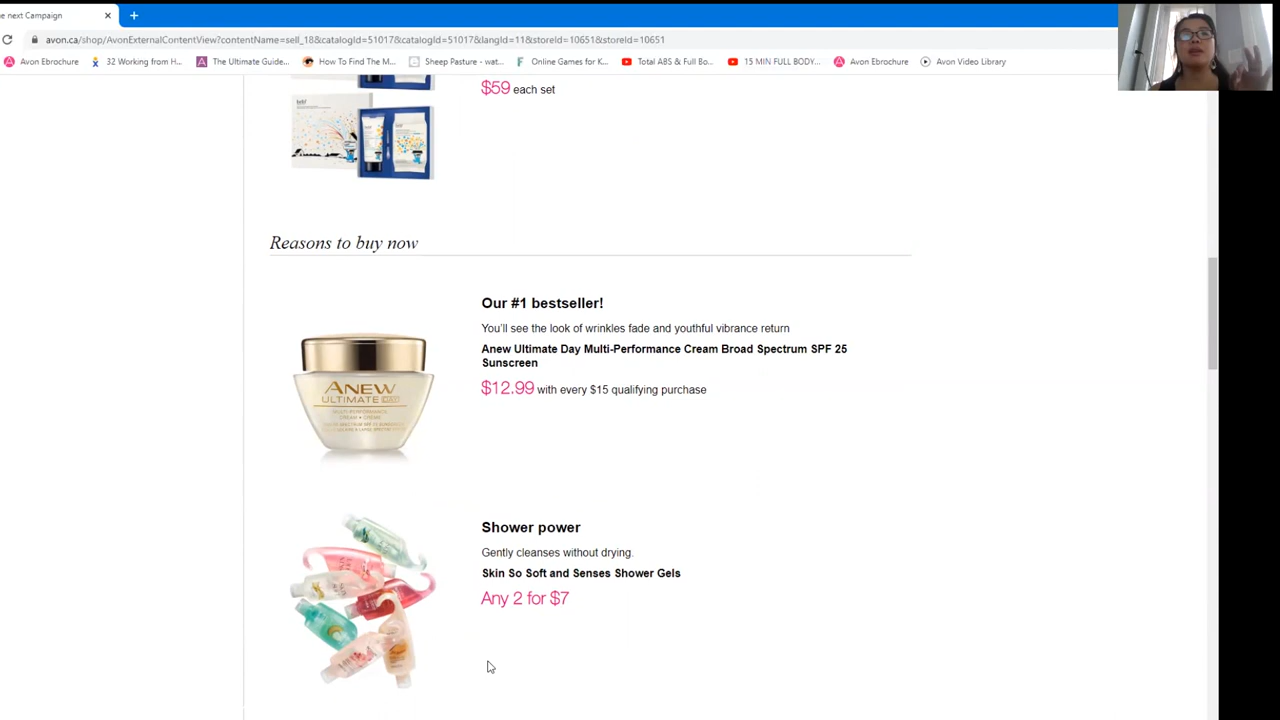 e next Campaign
avon.ca/shop/AvonExternalContentView?contentName=sell_18&catalogId=51017&catalogId=51017&langId=11&storeId=10651&storeId=10651
Avon Ebrochure
32 Working from H...
The Ultimate Guide...
How To Find The M...
Sheep Pasture - wat...
Online Games for K...
Total ABS & Full Bo...
15 MIN FULL BODY...
Avon Ebrochure
Avon Video Library
$59 each set
Reasons to buy now
Our #1 bestseller!
You'll see the look of wrinkles fade and youthful vibrance return
Anew Ultimate Day Multi-Performance Cream Broad Spectrum SPF 25
Sunscreen
$12.99 with every $15 qualifying purchase
ANEW
ULTIMATE
MULTI-PERFORMANCE
CREAM • CRÈME
Shower power
Gently cleanses without drying.
Skin So Soft and Senses Shower Gels
Any 2 for $7